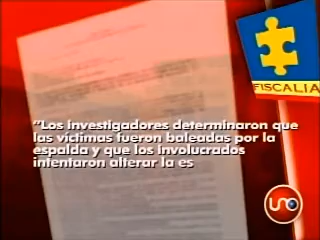 FISCALIA
"Los investigadores determinaron que
las víctimas fueron baleadas por la
espalda y que los involucrados
intentaron alterar la es
UNO